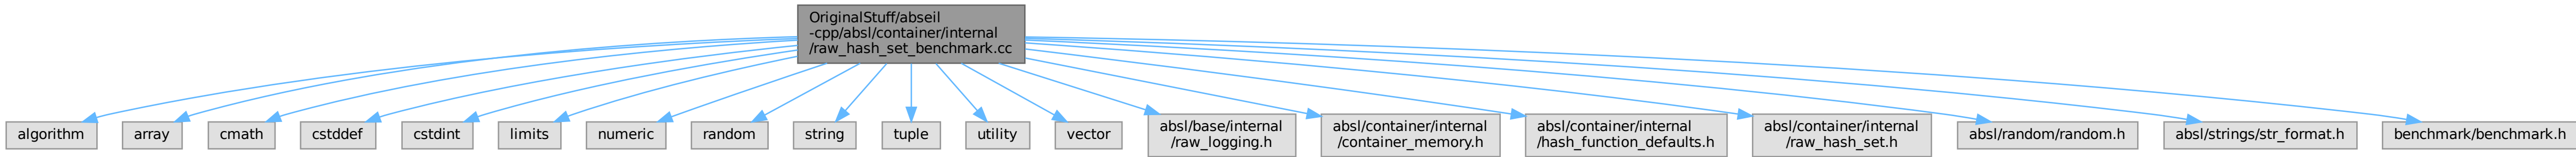 OriginalStuff/abseil
-cpp/absl/container/internal
/raw_hash_set_benchmark.cc
algorithm
array
cmath
cstddef
cstdint
limits
numeric
random
string
tuple
utility
vector
absl/base/internal
/raw_logging.h
absl/container/internal
/container_memory.h
absl/container/internal
/hash_function_defaults.h
absl/container/internal
/raw_hash_set.h
absl/random/random.h
absl/strings/str_format.h
benchmark/benchmark.h